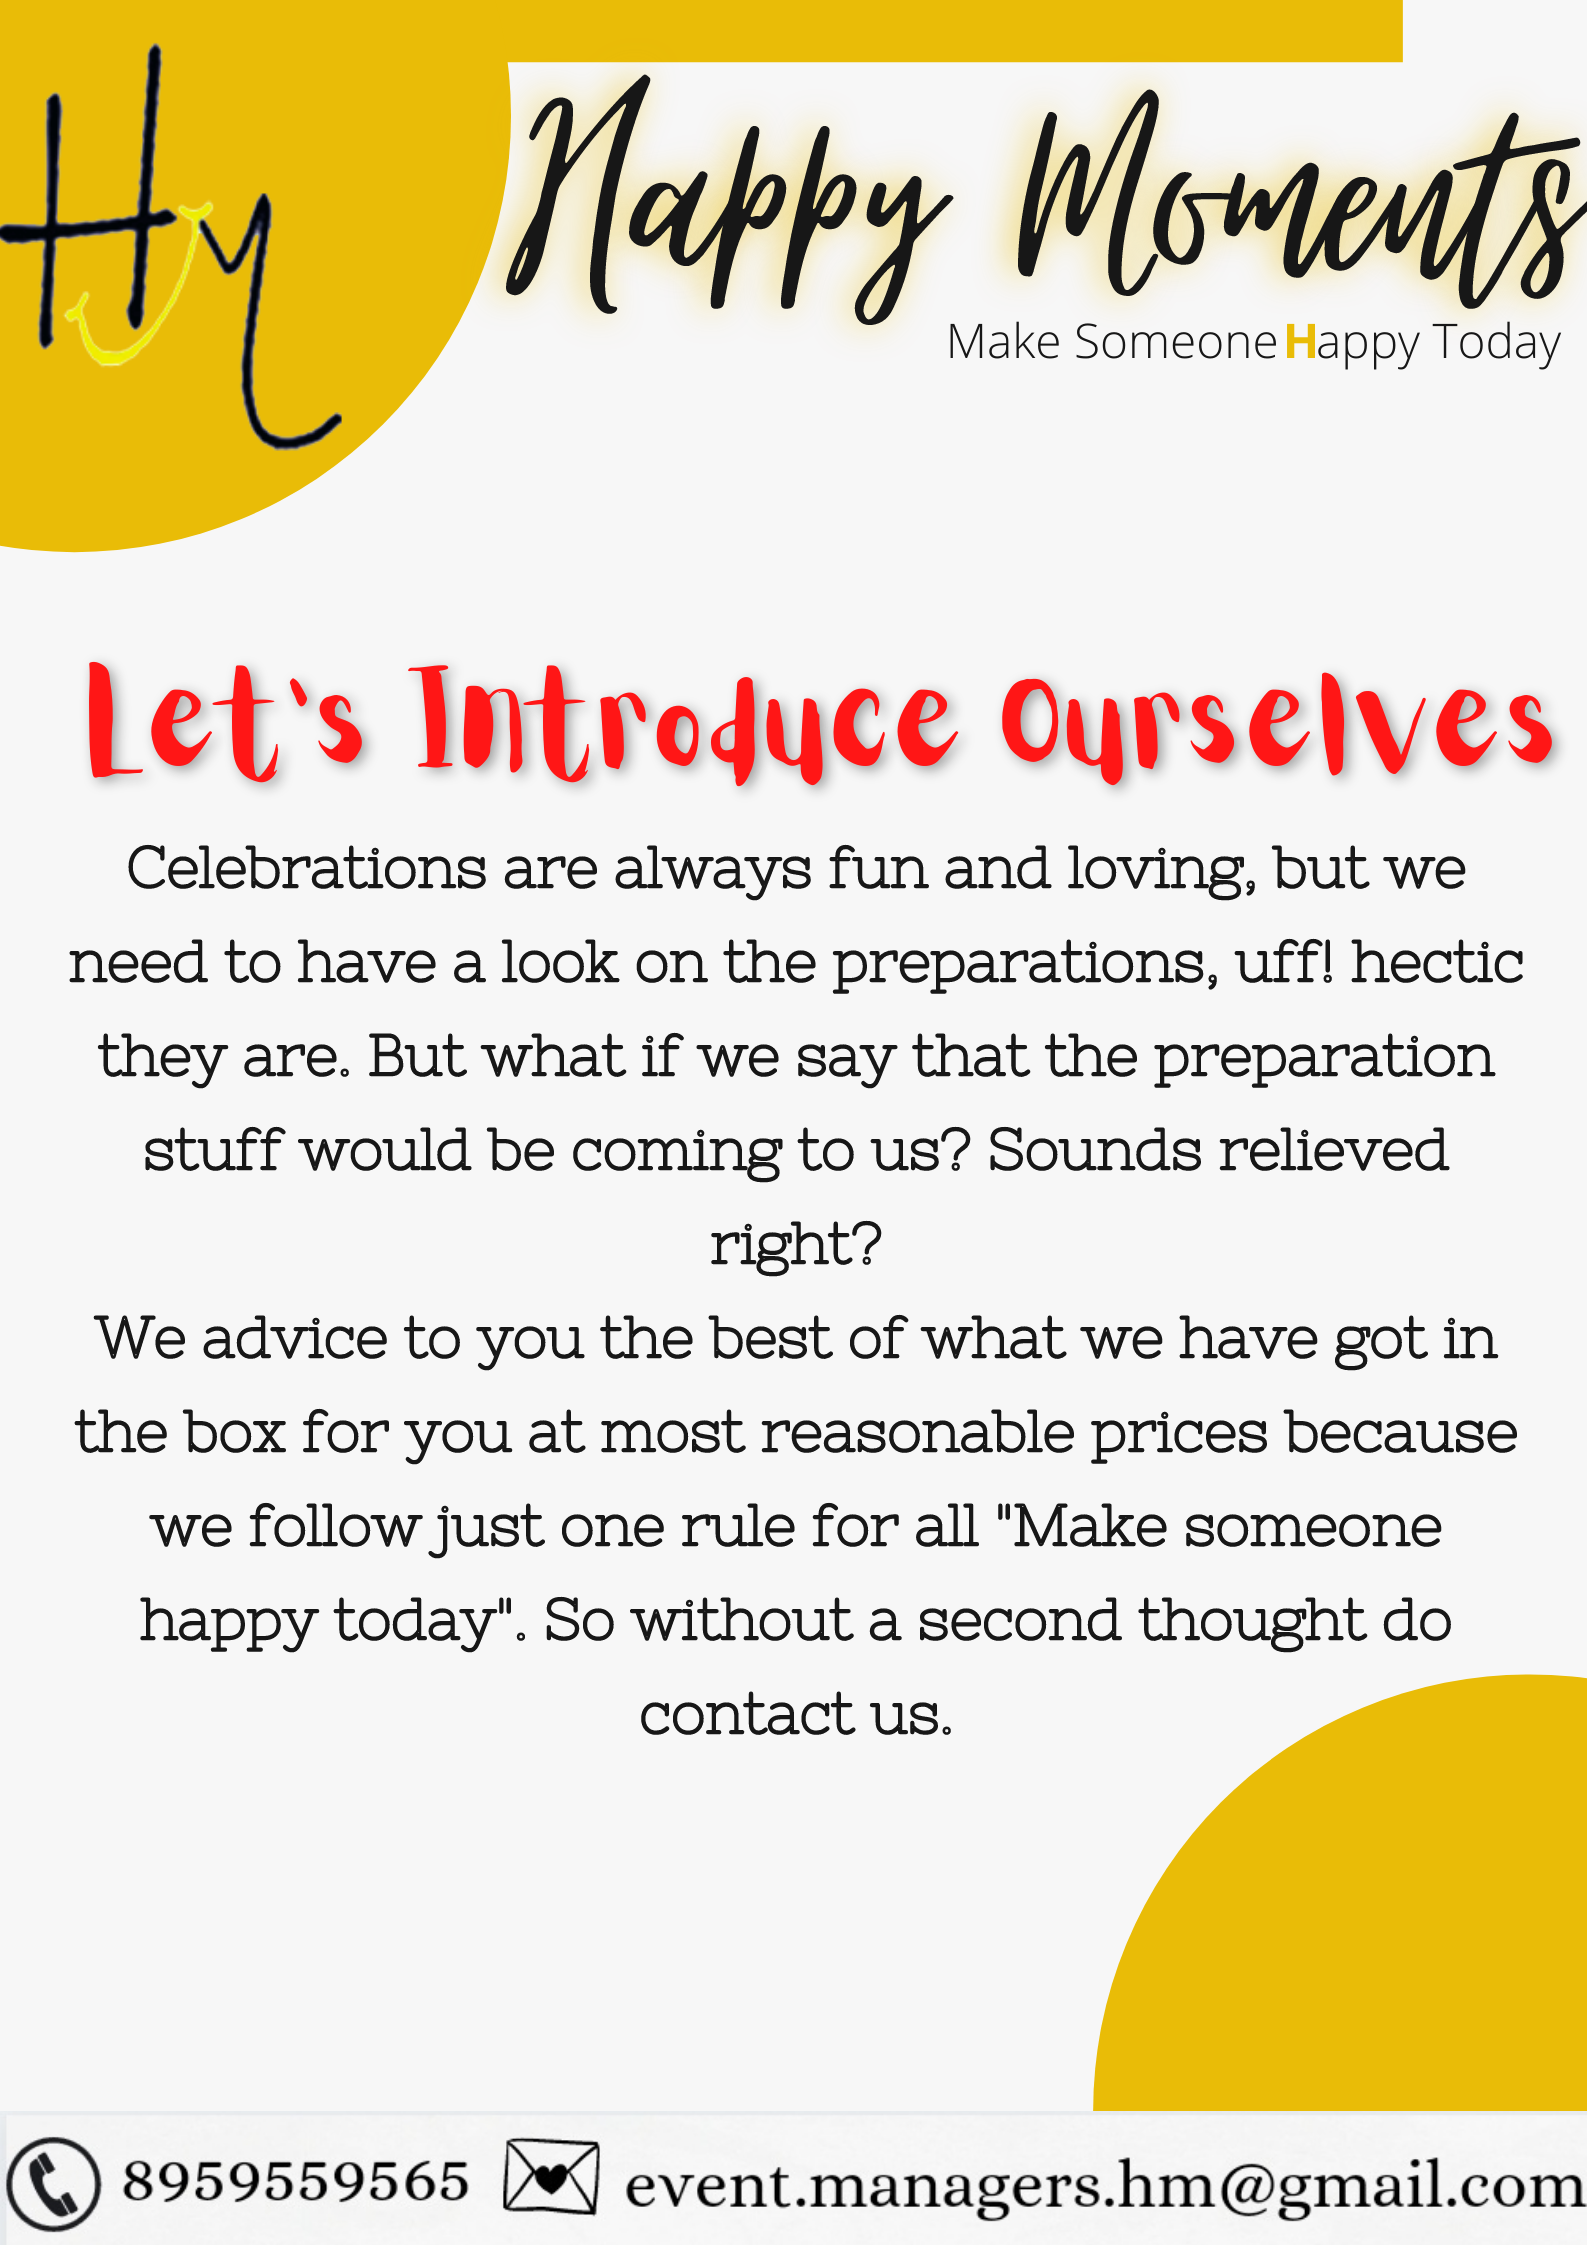 HM
Happy Moments
Make Someone Happy Today
Let's Introduce Ourselves
Celebrations are always fun and loving, but we
need to have a look on the preparations, uff! hectic
they are. But what if we say that the preparation
stuff would be coming to us? Sounds relieved
right?
We advice to you the best of what we have got in
the box for you at most reasonable prices because
we follow just one rule for all "Make someone
happy today". So without a second thought do
contact us.
8959559565 event.managers.hm@gmail.com